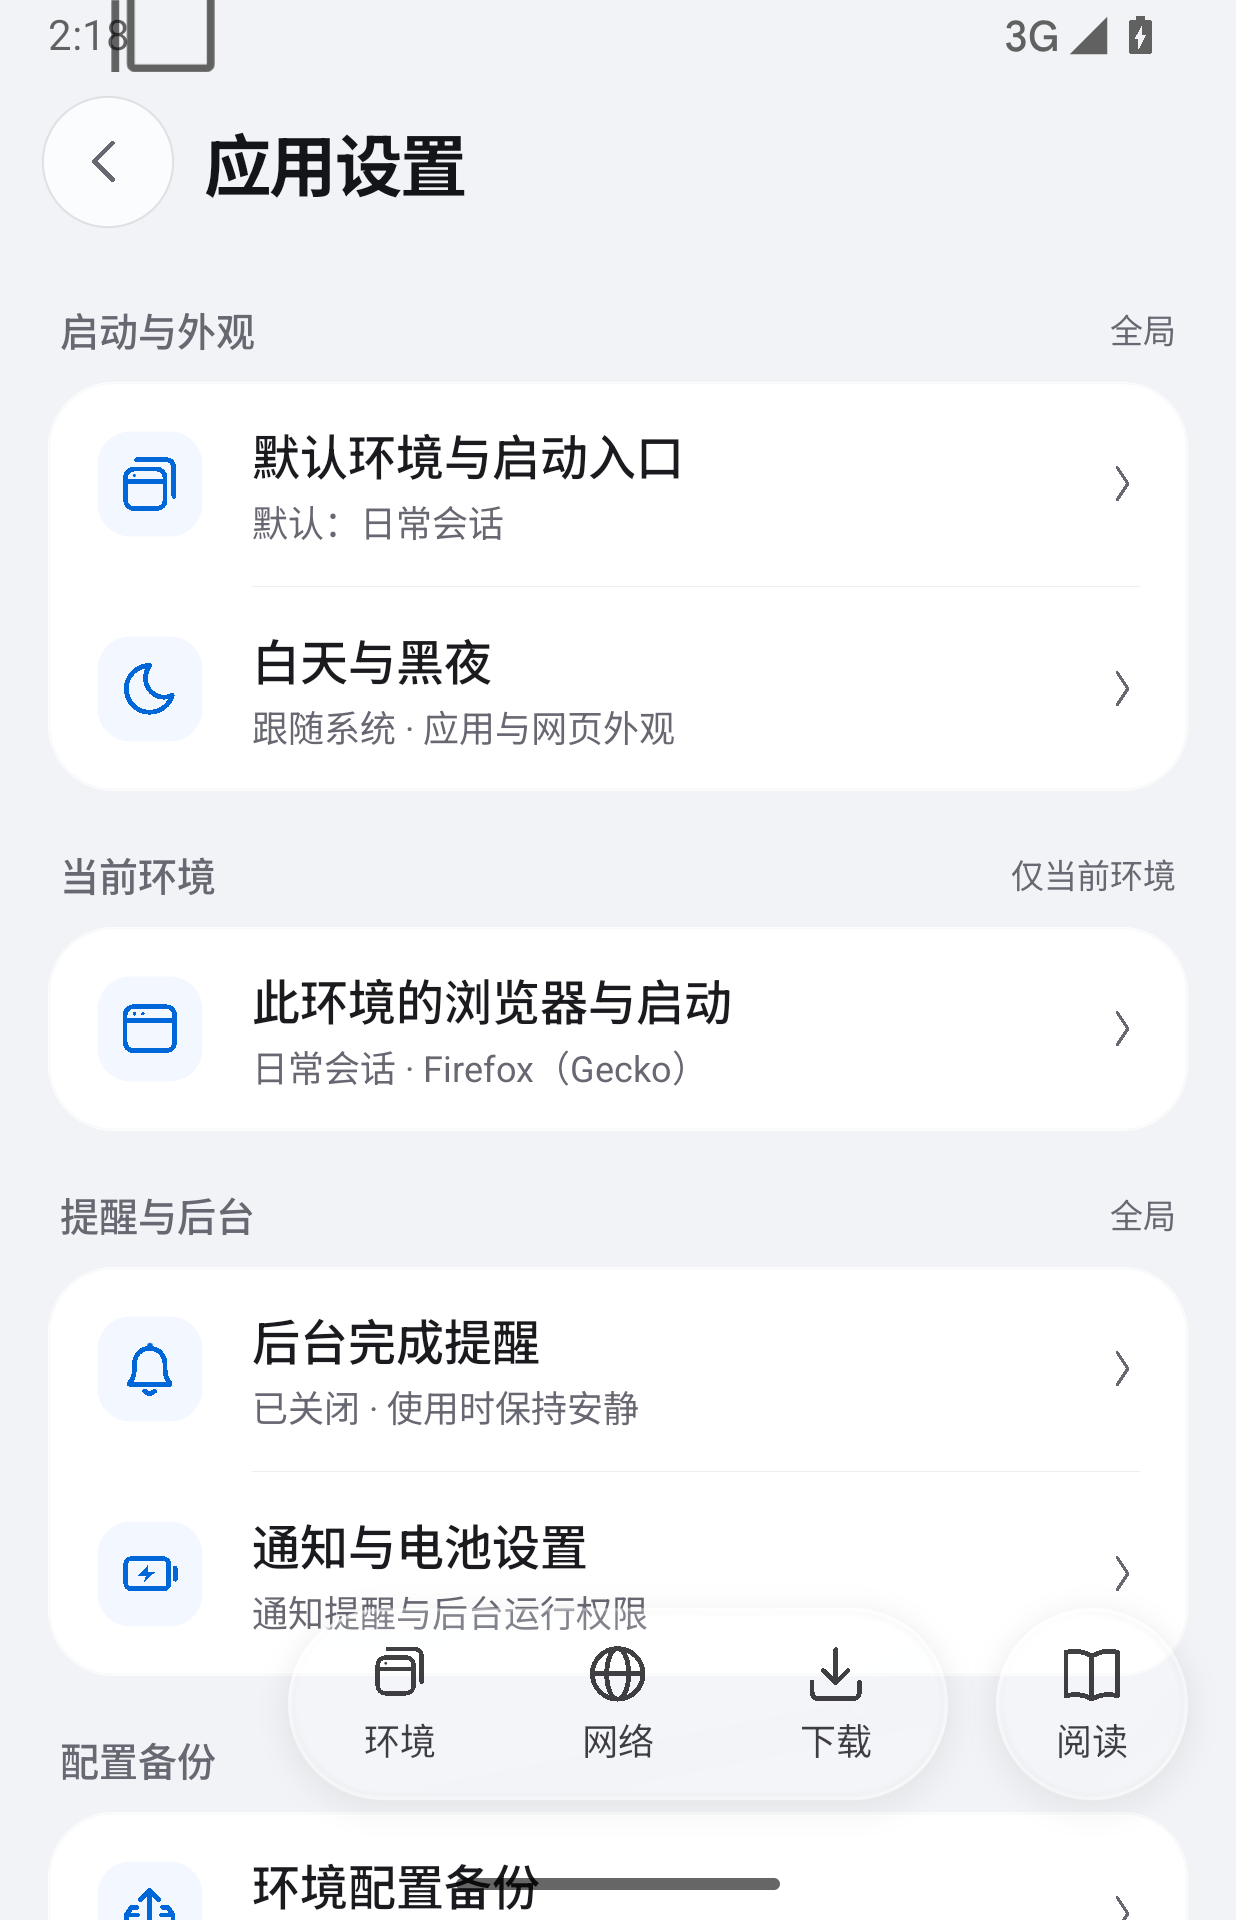 2:18
3G
应用设置
启动与外观
全局
默认环境与启动入口
默认：日常会话
白天与黑夜
跟随系统 · 应用与网页外观
当前环境
仅当前环境
此环境的浏览器与启动
日常会话 · Firefox（Gecko）
提醒与后台
全局
后台完成提醒
已关闭 · 使用时保持安静
通知与电池设置
通知提醒与后台运行权限
环境
网络
下载
阅读
配置备份
环境配置备份